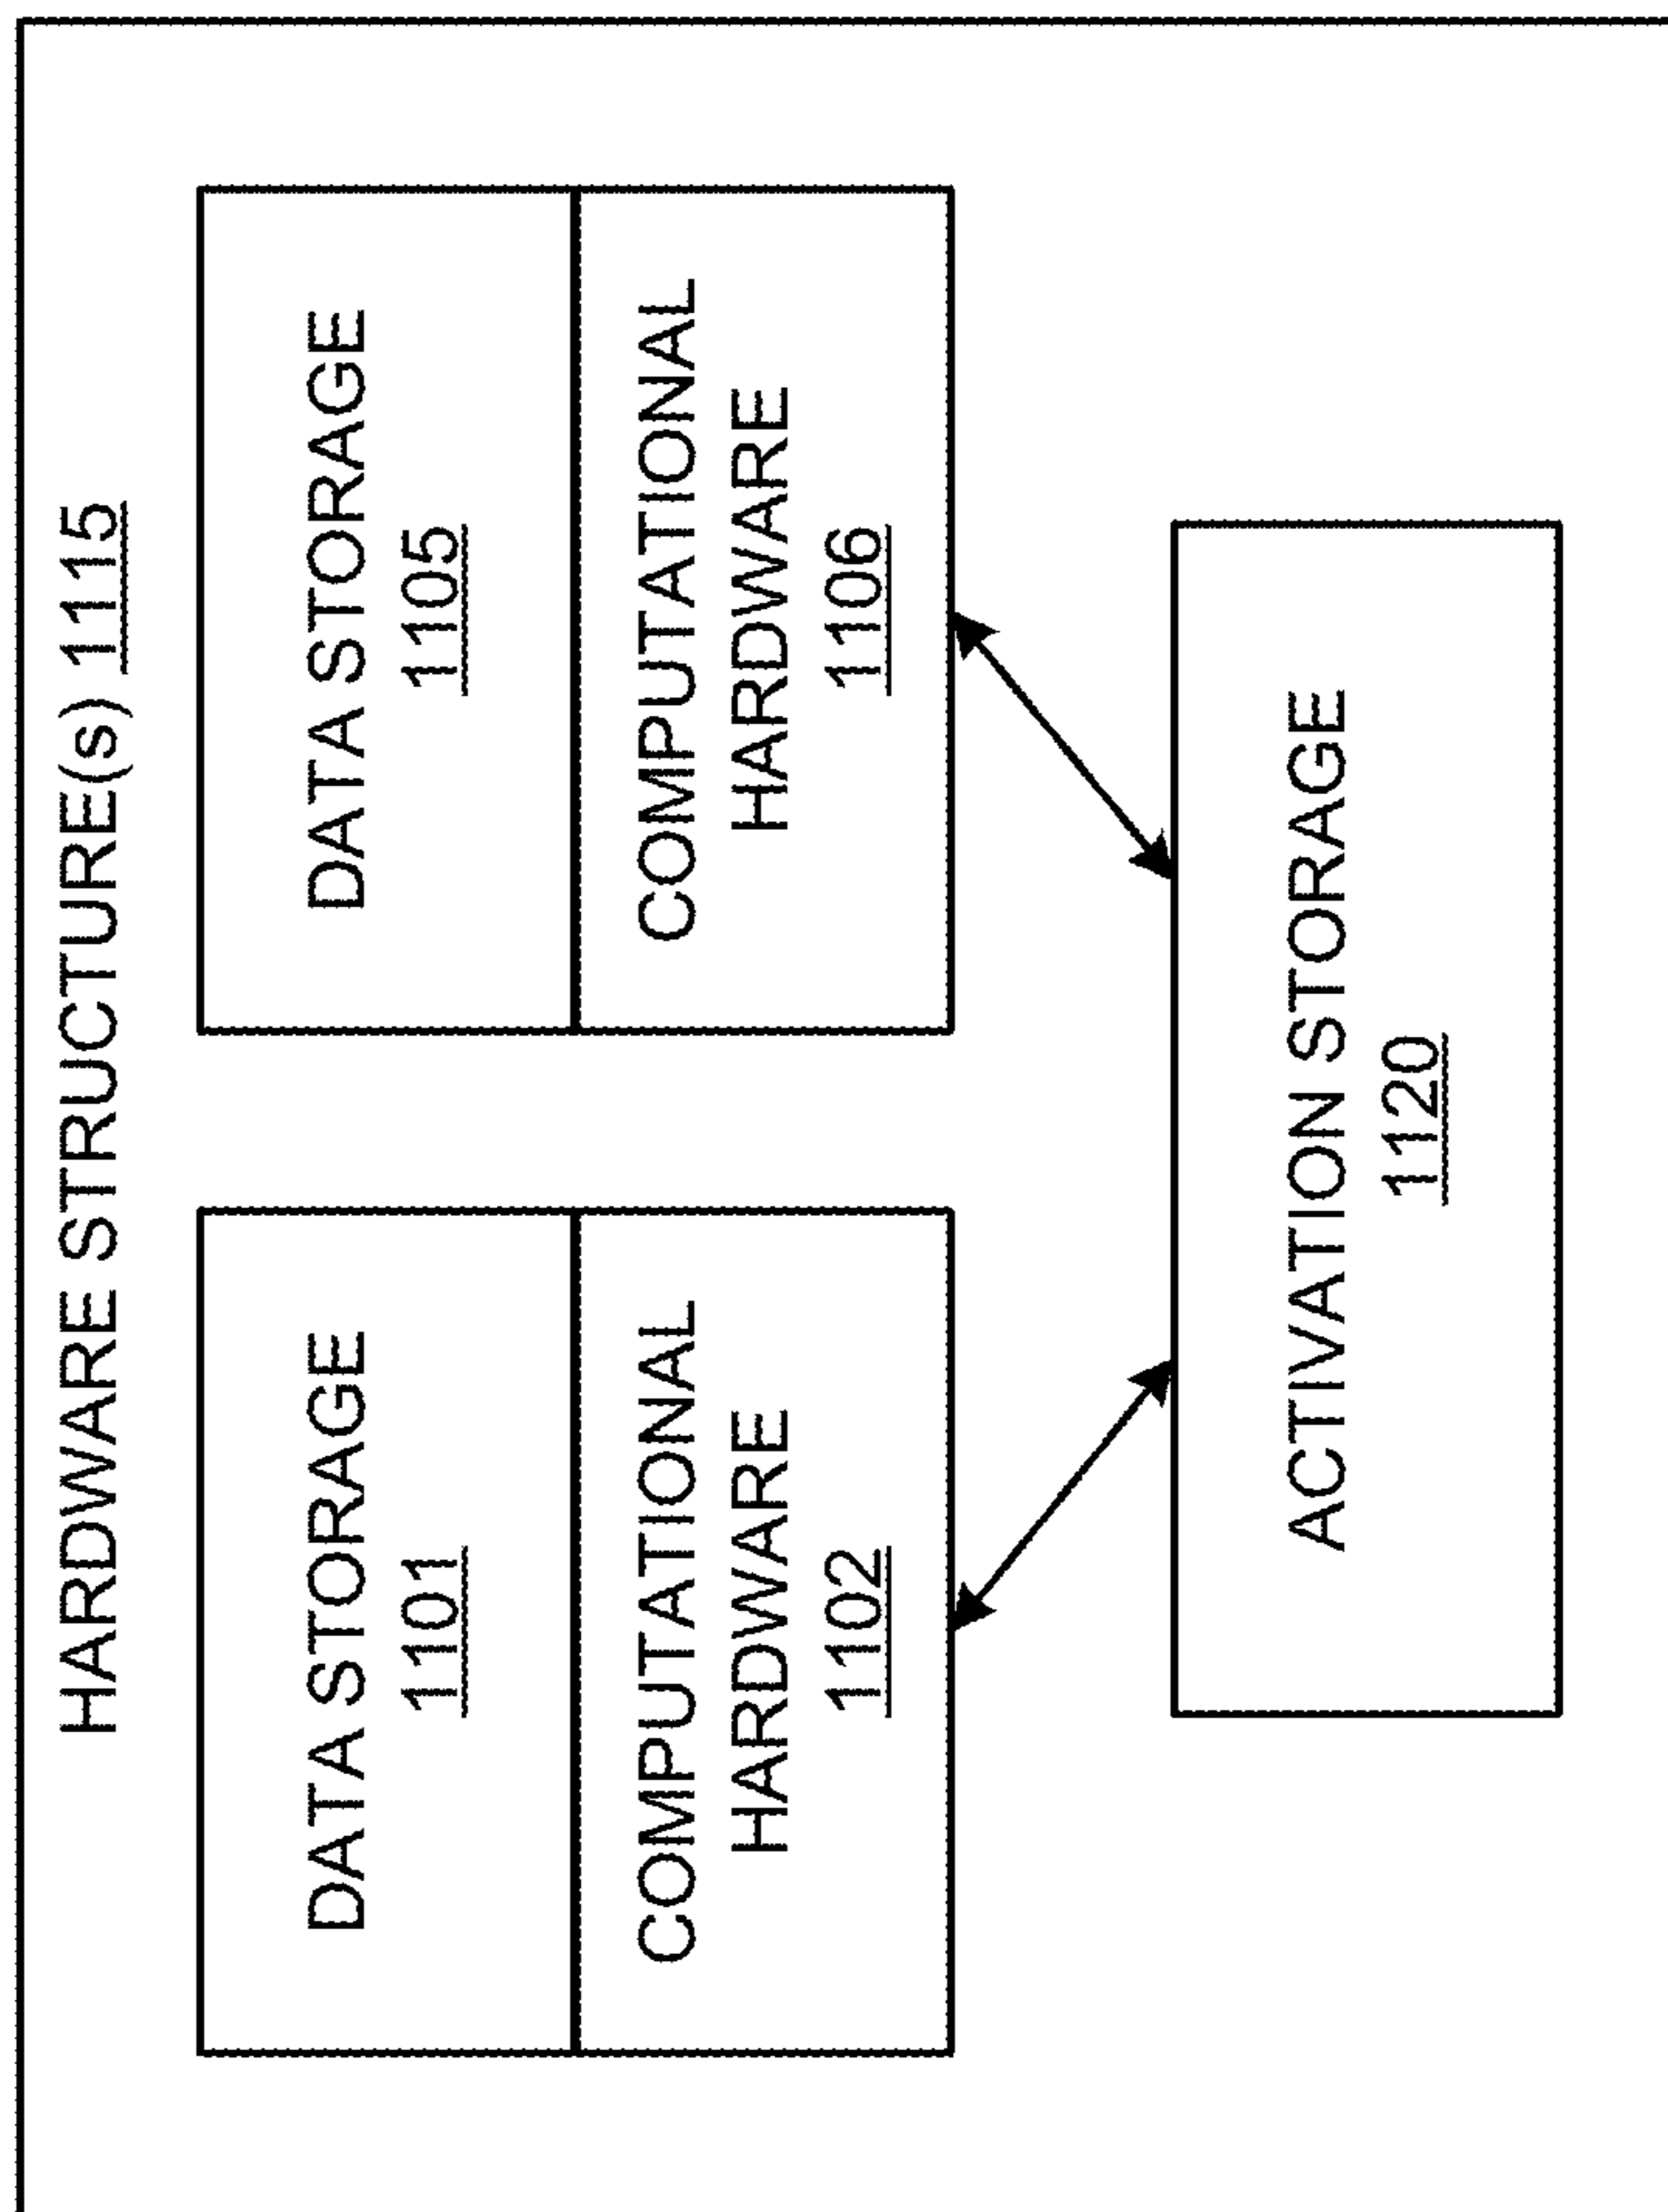 HARDWARE STRUCTURE(s) 1115
DATA STORAGE
1101
COMPUTATIONAL
HARDWARE
1102
DATA STORAGE
1105
COMPUTATIONAL
HARDWARE
1106
ACTIVATION STORAGE
1120